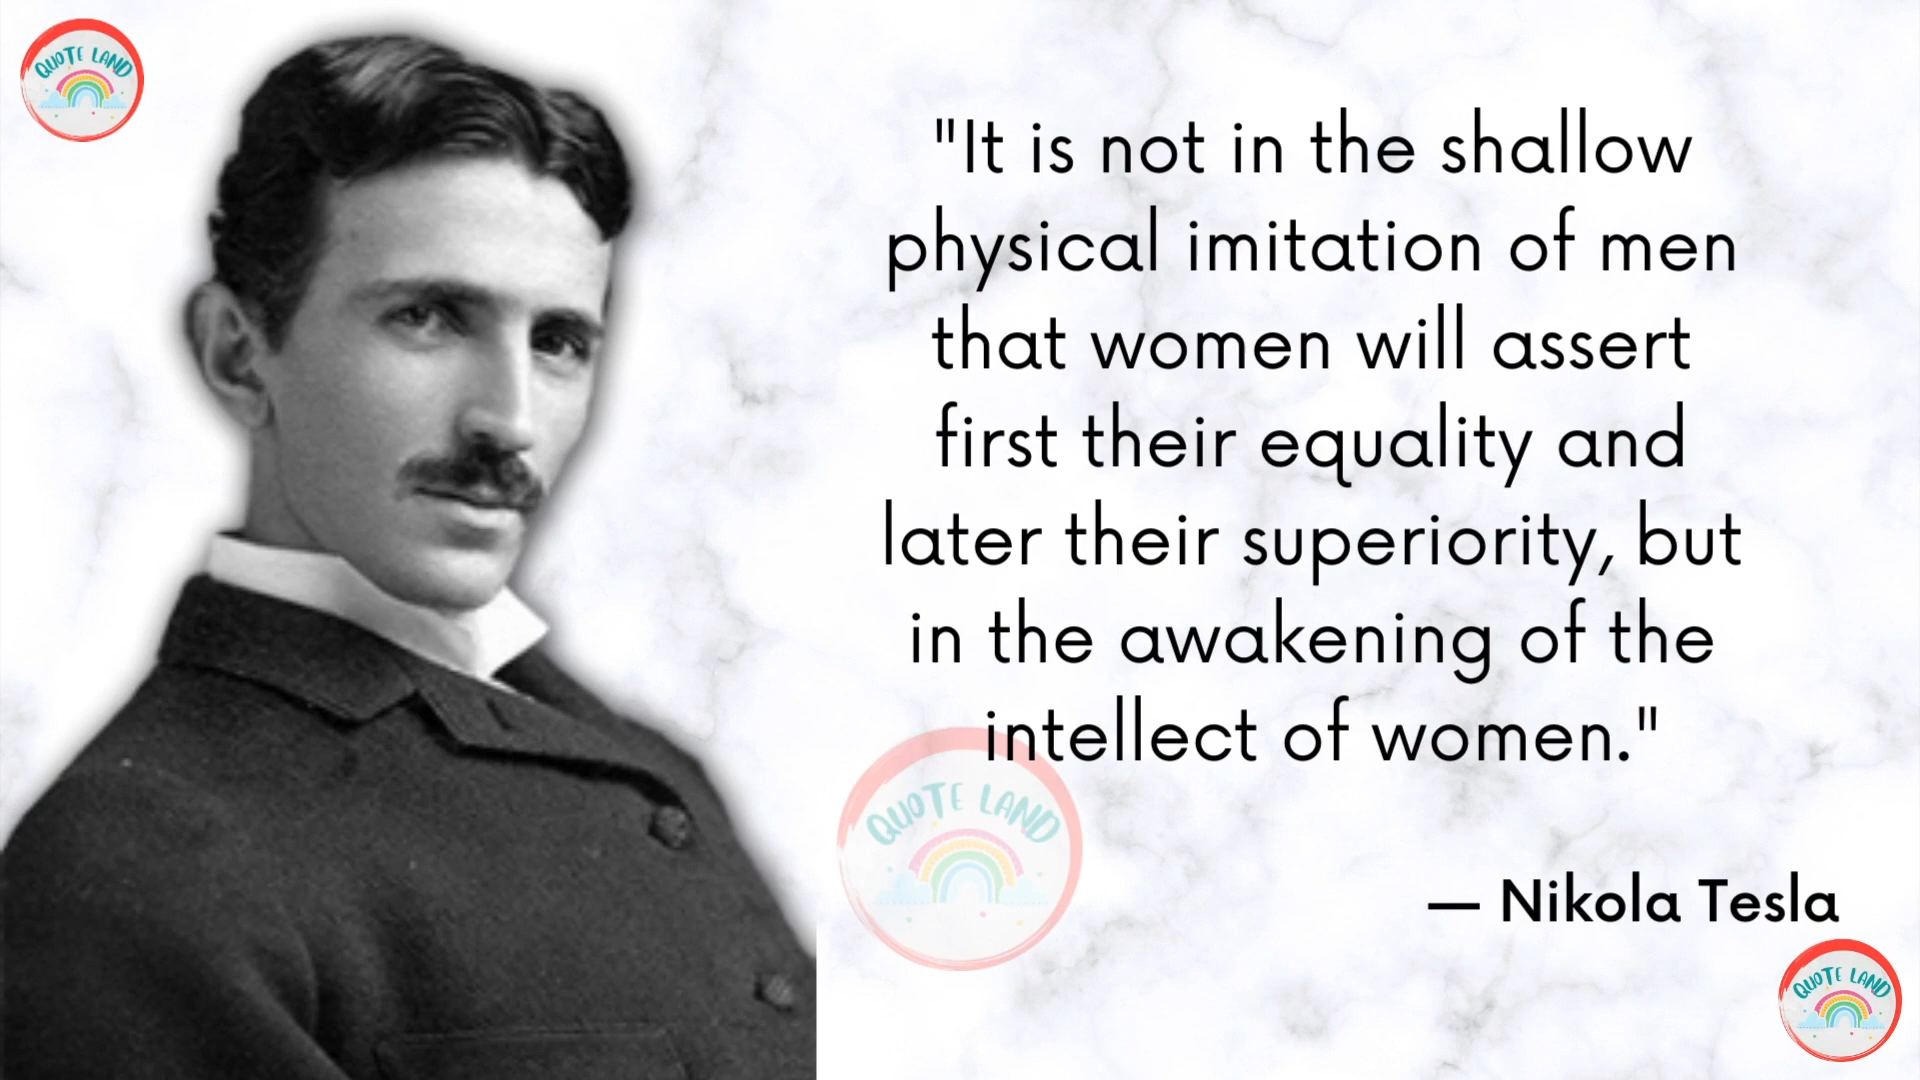 QUOTE LAND
"It is not in the shallow
physical imitation of men
that women will assert
first their equality and
later their superiority, but
in the awakening of the
intellect of women."
QUOTE LAND
— Nikola Tesla
QUOTE LAND